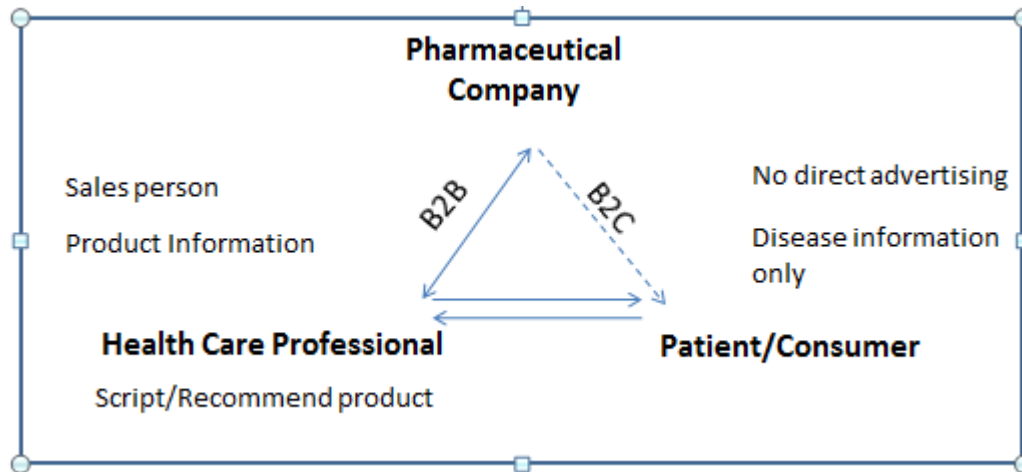 Pharmaceutical
Company
Sales person
Product Information
B2B
B2C
No direct advertising
Disease information
only
Health Care Professional
Patient/Consumer
Script/Recommend product